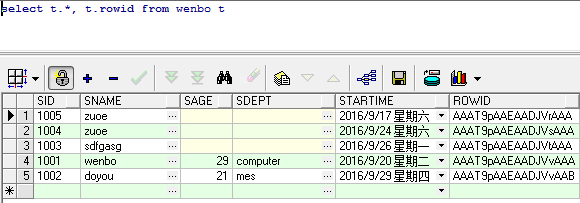 select t.*, t.rowid from wenbo t
SID SNAME SAGE SDEPT STARTIME ROWID
1 1005 zuoe 2016/9/17 星期六 AAAT9pAAEAADJVrAAA
2 1004 zuoe 2016/9/24 星期六 AAAT9pAAEAADJVsAAA
3 1003 sdfgasg 2016/9/26 星期一 AAAT9pAAEAADJVtAAA
4 1001 wenbo 29 computer 2016/9/20 星期二 AAAT9pAAEAADJVvAAA
5 1002 doyou 21 mes 2016/9/29 星期四 AAAT9pAAEAADJVvAAB